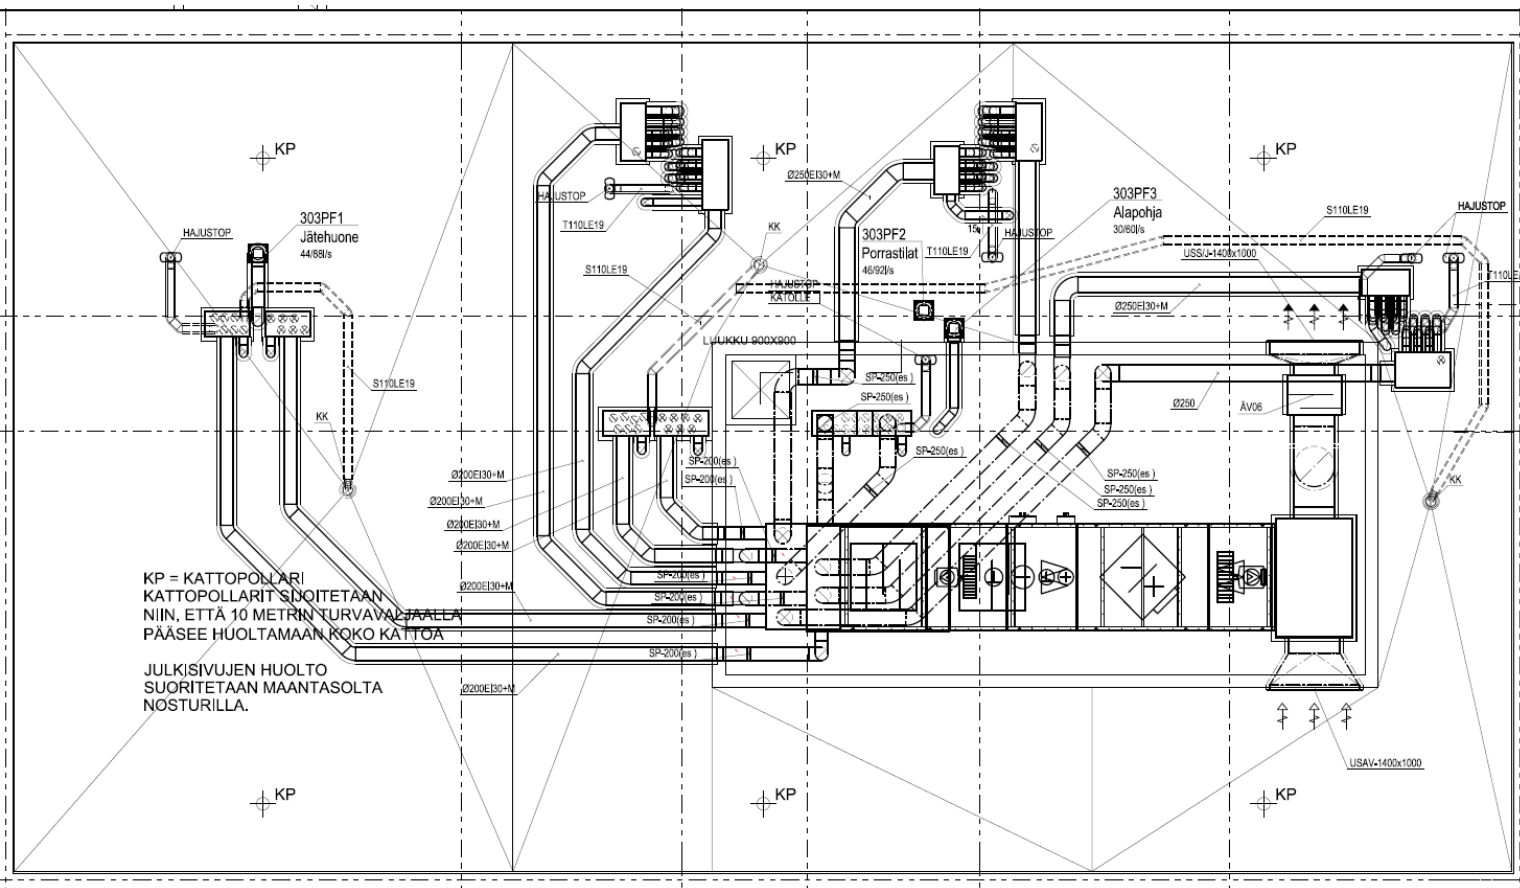 KP
KP
KP
Ø250EI30+M
HAJUSTOP
T110LE19
303PF3
Alapohja
30/60l/s
S110LE19
HAJUSTOP
303PF1
Jätehuone
44/88l/s
HAJUSTOP
KK
303PF2
Porrastilat
46/92l/s
15
T110LE19
HAJUSTOP
USS/J-1400x1000
S110LE19
HAJUSTOP
KATOLLE
T110LE
Ø250EI30+M
LUUKKU 900X900
S110LE19
SP-250(es )
SP-250(es )
Ø250
ÄV06
KK
SP-250(es )
SP-200(es )
SP-200(es )
SP-250(es )
SP-250(es )
SP-250(es )
KK
Ø200EI30+M
Ø200EI30+M
Ø200EI30+M
Ø200EI30+M
Ø200EI30+M
SP-200(es )
SP-200(es )
SP-200(es )
SP-200(es )
KP = KATTOPOLLARI
KATTOPOLLARIT SIJOITETAAN
NIIN, ETTÄ 10 METRIN TURVAVALJAALLA
PÄÄSEE HUOLTAMAAN KOKO KATTOA
Ø200EI30+M
JULKISIVUJEN HUOLTO
SUORITETAAN MAANTASOLTA
NOSTURILLA.
USAV-1400x1000
KP
KP
KP